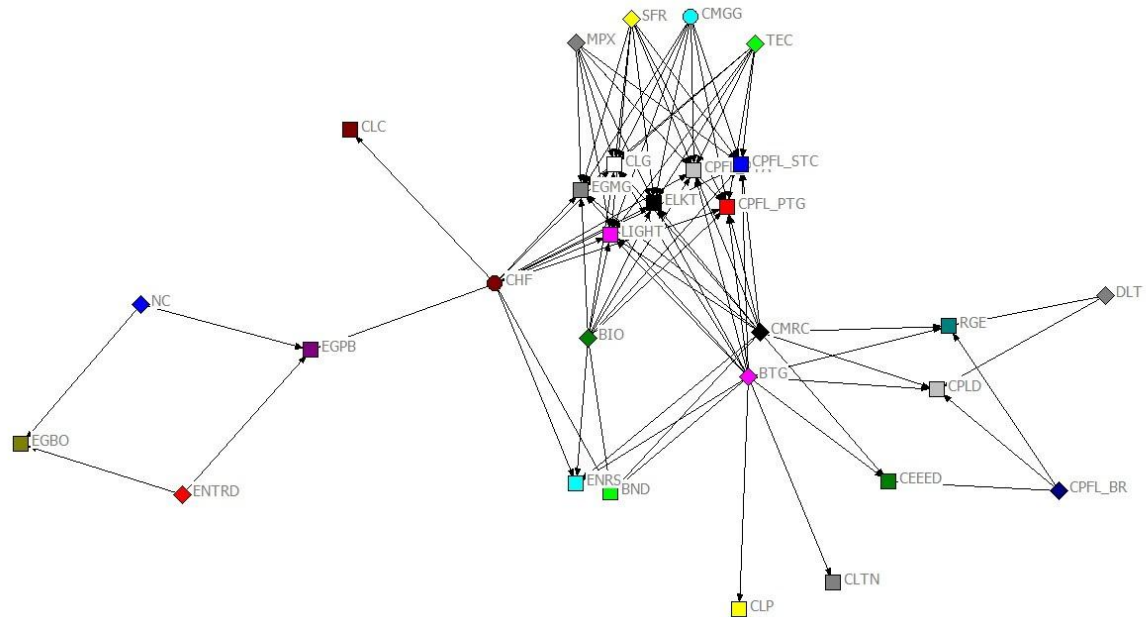 SFR
CMGG
MPX
TEC
CLC
CLG
CPFL_STC
EGMG
ELKT
CPFL_PTG
LIGHT
CHF
DLT
NC
RGE
CMRC
BIO
EGPB
BTG
CPLD
EGBO
ENRS
BND
CEEED
CPFL_BR
ENTRD
CLTN
CLP